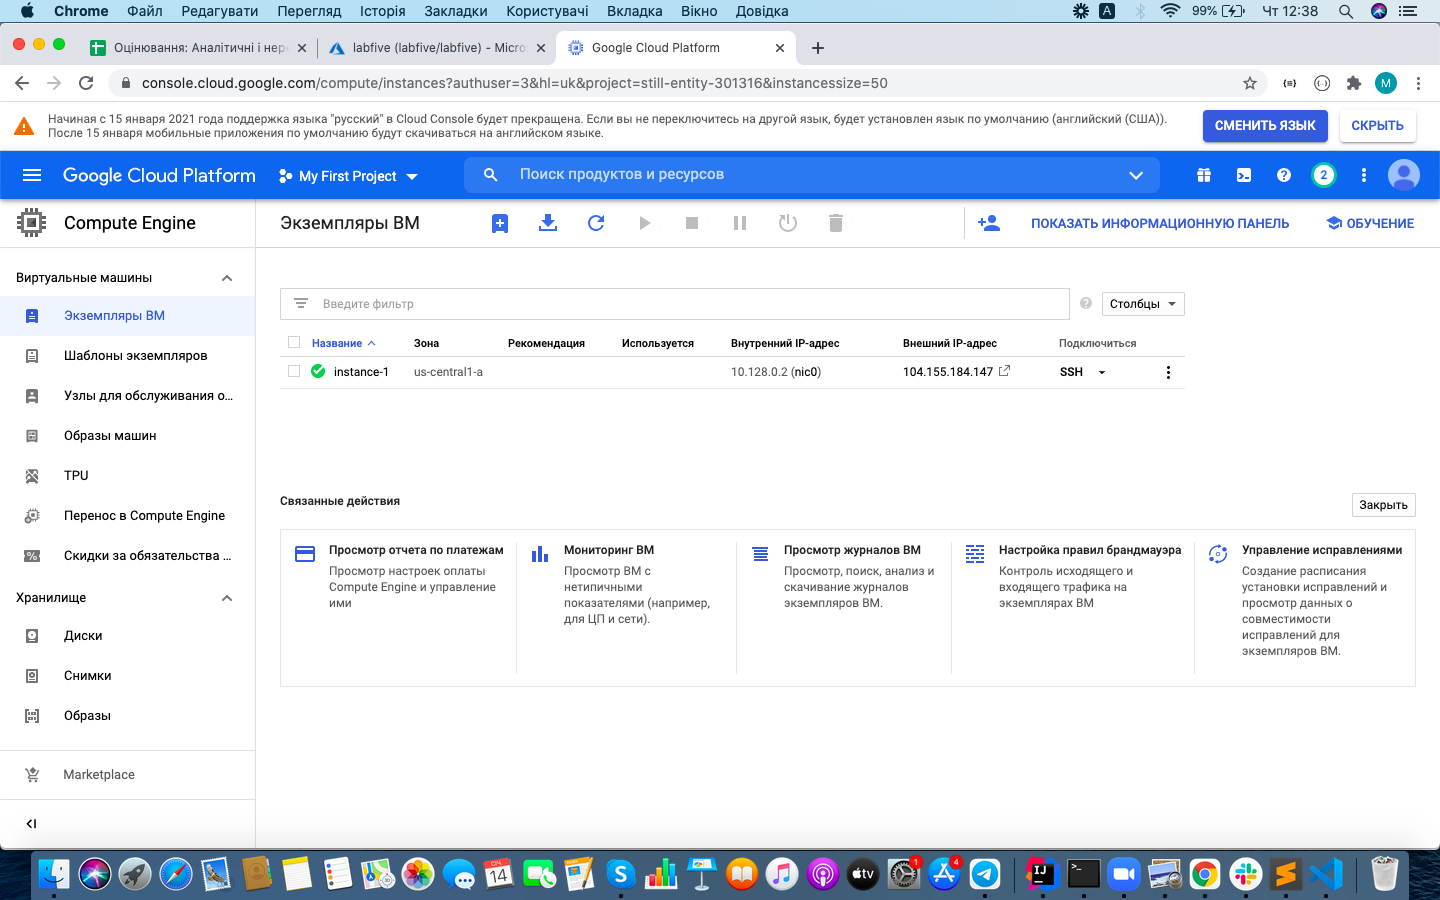 Chrome Файл Редагувати Перегляд Історія Закладки Користувачі Вкладка Вікно Довідка A 99% Чт 12:38
Оцінювання: Аналітичні і нер
labfive (labfive/labfive) - Micro
Google Cloud Platform
console.cloud.google.com/compute/instances?authuser=3&hl=uk&project=still-entity-301316&instancessize=50
M
Начиная с 15 января 2021 года поддержка языка "русский" в Cloud Console будет прекращена. Если вы не переключитесь на другой язык, будет установлен язык по умолчанию (английский (США)).
После 15 января мобильные приложения по умолчанию будут скачиваться на английском языке.
СМЕНИТЬ ЯЗЫК
СКРЫТЬ
Google Cloud Platform
My First Project
Поиск продуктов и ресурсов
2
Compute Engine
Экземпляры ВМ
ПОКАЗАТЬ ИНФОРМАЦИОННУЮ ПАНЕЛЬ
ОБУЧЕНИЕ
Виртуальные машины
Экземпляры ВМ
Шаблоны экземпляров
Узлы для обслуживания о...
Образы машин
TPU
Перенос в Compute Engine
Скидки за обязательства ...
Хранилище
Диски
Снимки
Образы
Marketplace
Введите фильтр
Столбцы
Название Зона Рекомендация Используется Внутренний IP-адрес Внешний IP-адрес Подключиться
instance-1 us-central1-a 10.128.0.2 (nic0) 104.155.184.147 SSH
Связанные действия
Закрыть
Просмотр отчета по платежам
Просмотр настроек оплаты
Compute Engine и управление
ими
Мониторинг ВМ
Просмотр ВМ с
нетипичными
показателями (например,
для ЦП и сети).
Просмотр журналов ВМ
Просмотр, поиск, анализ и
скачивание журналов
экземпляров ВМ.
Настройка правил брандмауэра
Контроль исходящего и
входящего трафика на
экземплярах ВМ
Управление исправлениями
Создание расписания
установки исправлений и
просмотр данных о
совместимости
исправлений для
экземпляров ВМ.
СІЧ
14
tv
1
4
IJ